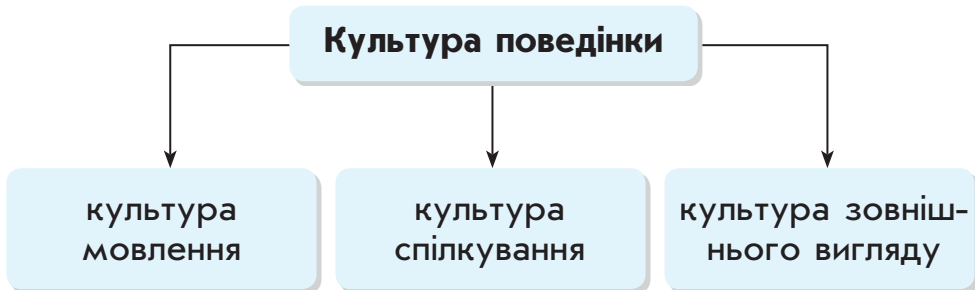 Культура поведінки
культура
мовлення
культура
спілкування
культура зовніш-
нього вигляду